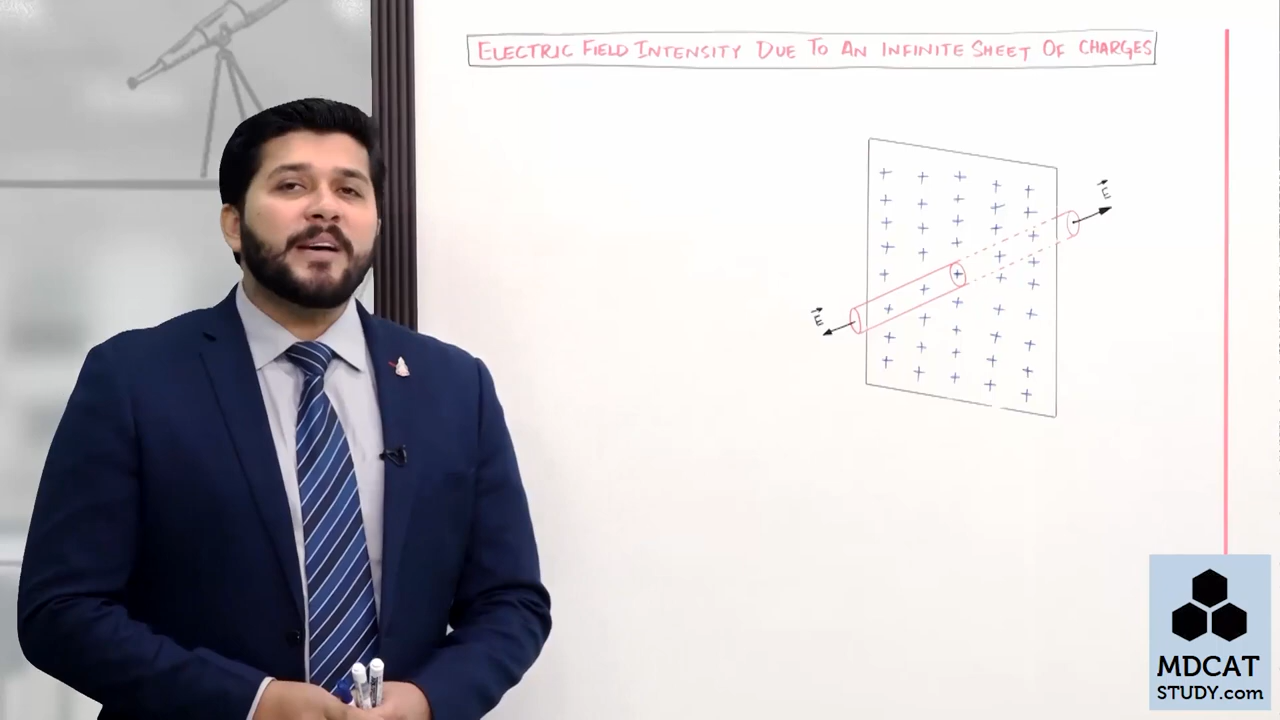 ELECTRIC FIELD INTENSITY DUE TO AN INFINITE SHEET OF CHARGES
E
E
MDCAT
STUDY.com